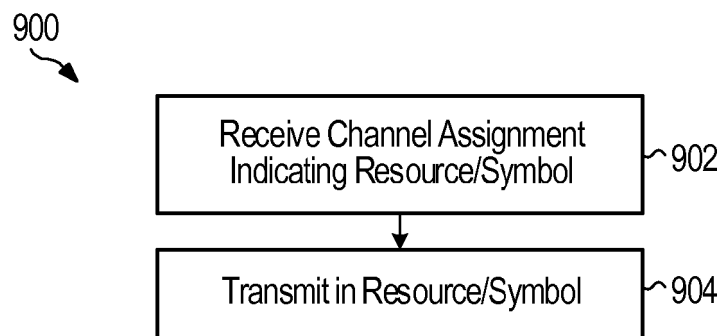 900
Receive Channel Assignment
Indicating Resource/Symbol
902
Transmit in Resource/Symbol
904